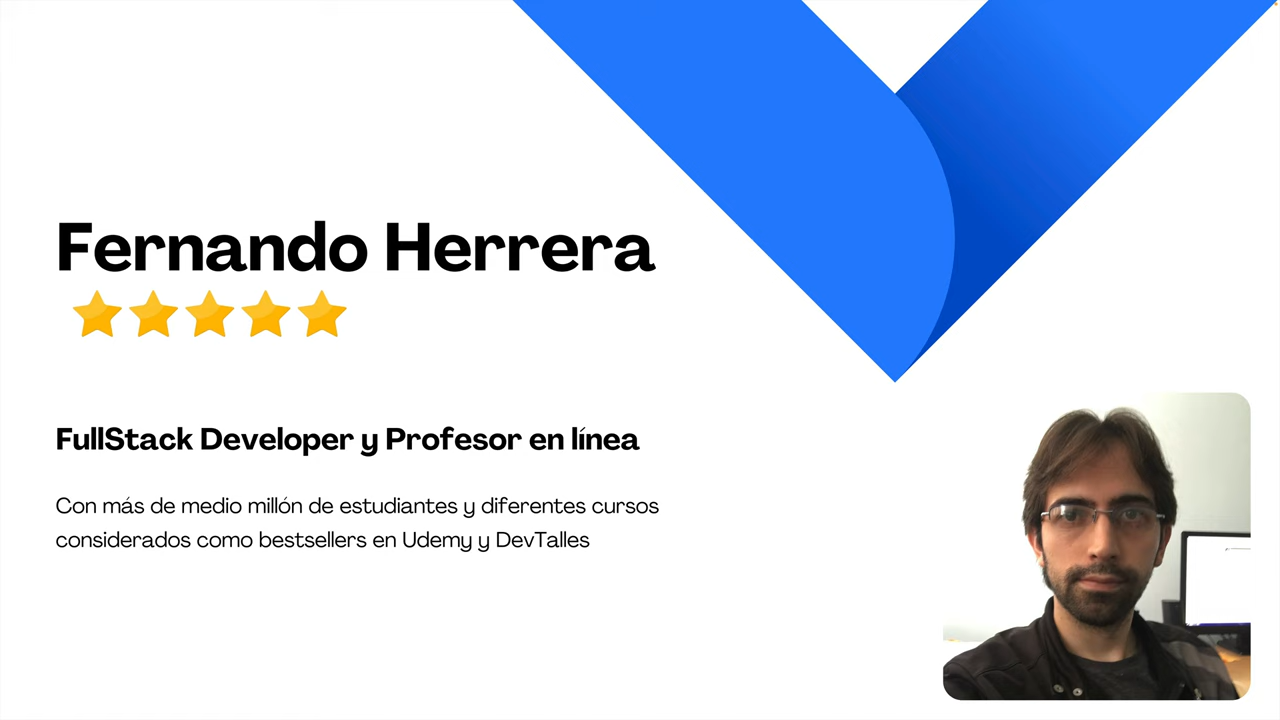 Fernando Herrera
FullStack Developer y Profesor en línea
Con más de medio millón de estudiantes y diferentes cursos
considerados como bestsellers en Udemy y DevTalles